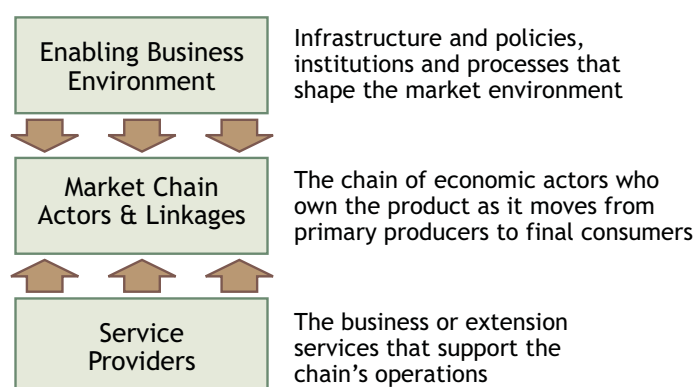 Enabling Business
Environment
Infrastructure and policies,
institutions and processes that
shape the market environment
Market Chain
Actors & Linkages
The chain of economic actors who
own the product as it moves from
primary producers to final consumers
Service
Providers
The business or extension
services that support the
chain's operations